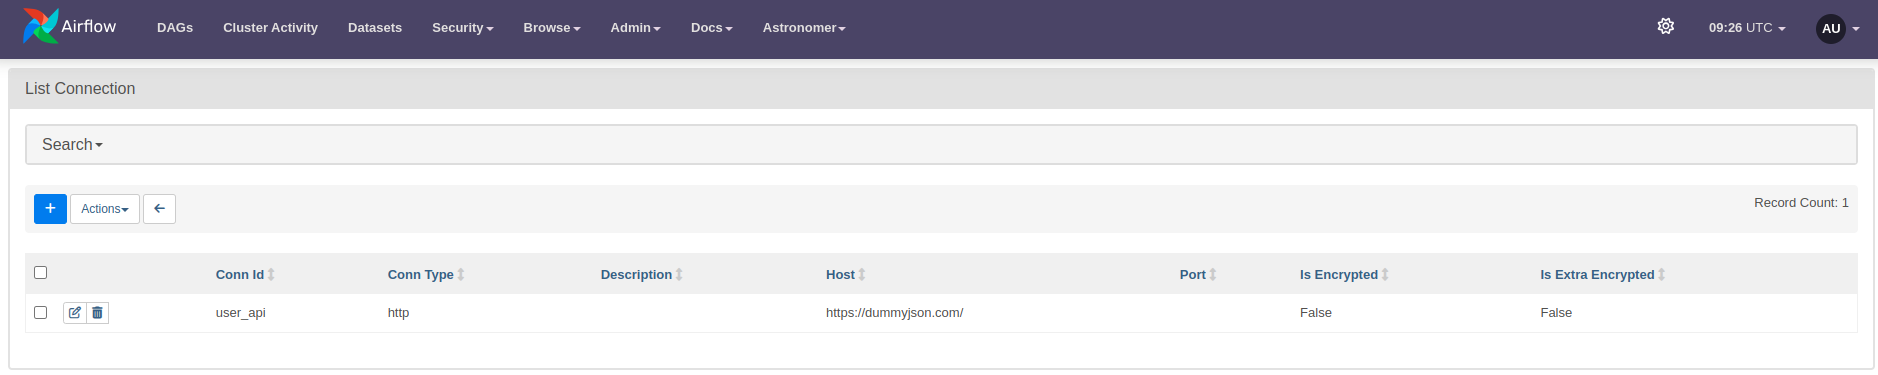 Airflow DAGs Cluster Activity Datasets Security Browse Admin Docs Astronomer 09:26 UTC AU
List Connection
Search
+ Actions ← Record Count: 1
Conn Id Conn Type Description Host Port Is Encrypted Is Extra Encrypted
user_api http https://dummyjson.com/ False False